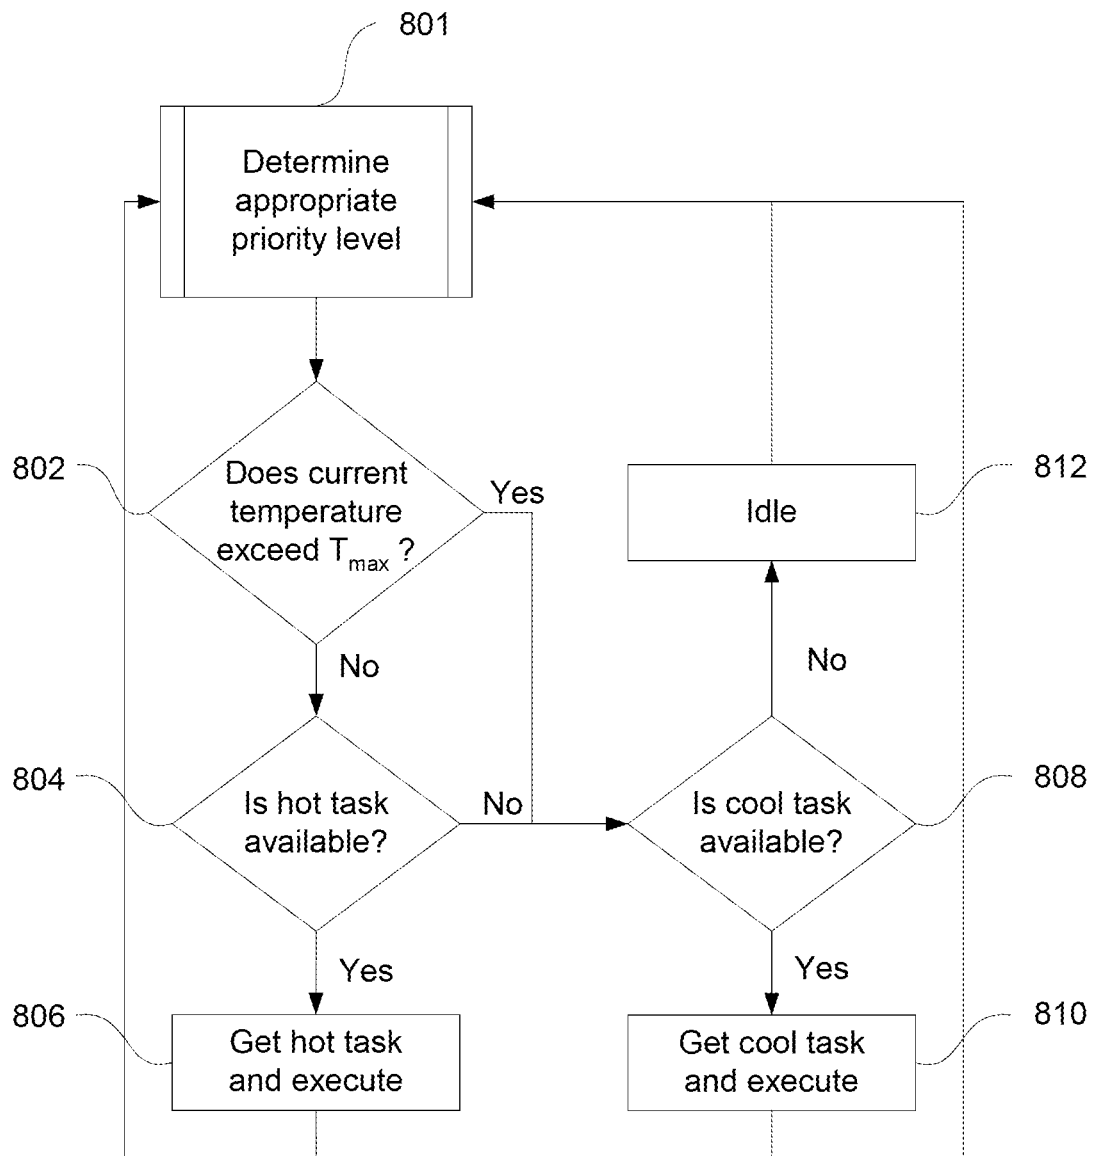 801
Determine
appropriate
priority level
802
Does current
temperature
exceed Tmax ?
Yes
No
812
Idle
No
804
Is hot task
available?
No
808
Is cool task
available?
Yes
Yes
806
Get hot task
and execute
810
Get cool task
and execute